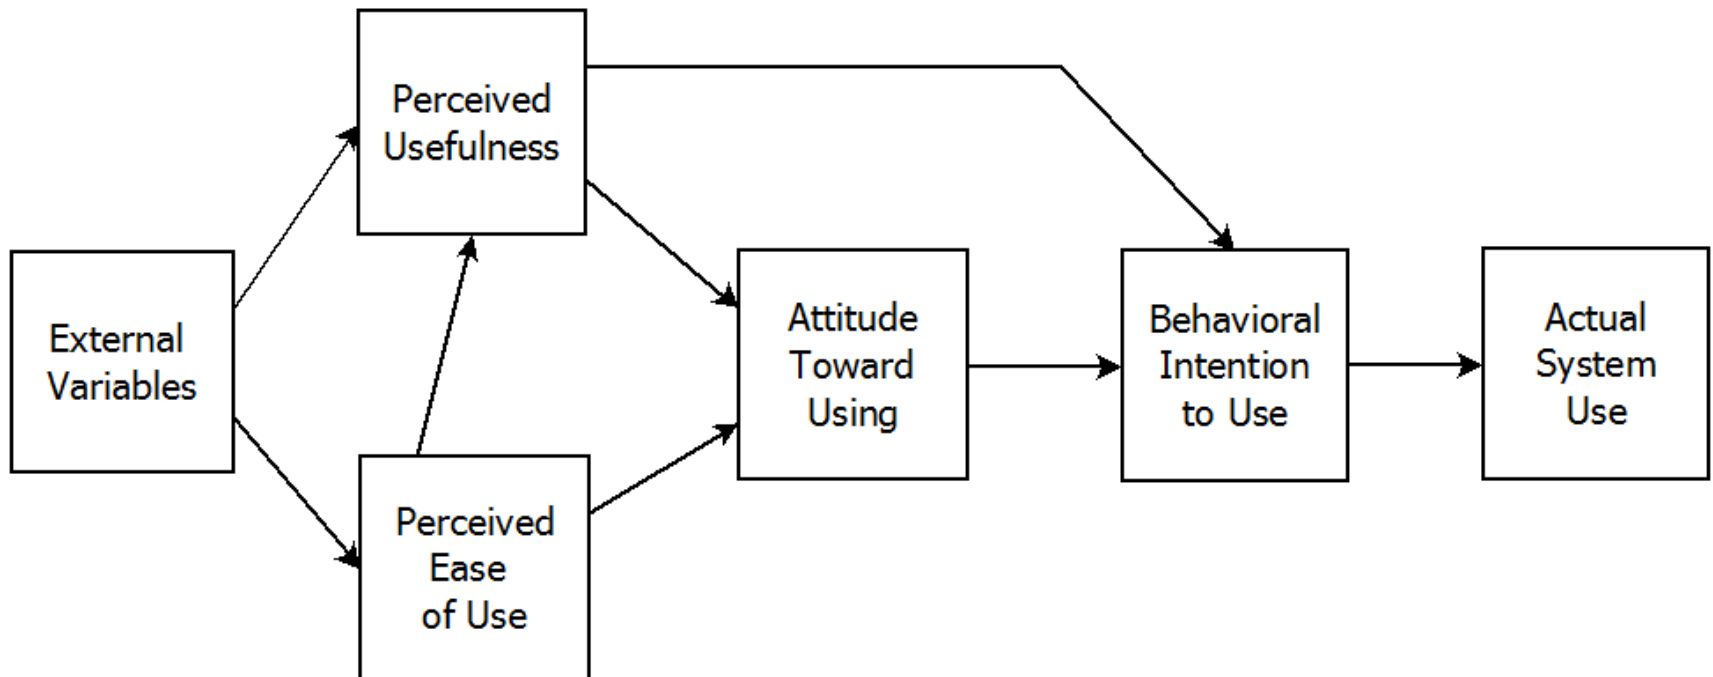 Perceived
Usefulness
External
Variables
Perceived
Ease
of Use
Attitude
Toward
Using
Behavioral
Intention
to Use
Actual
System
Use